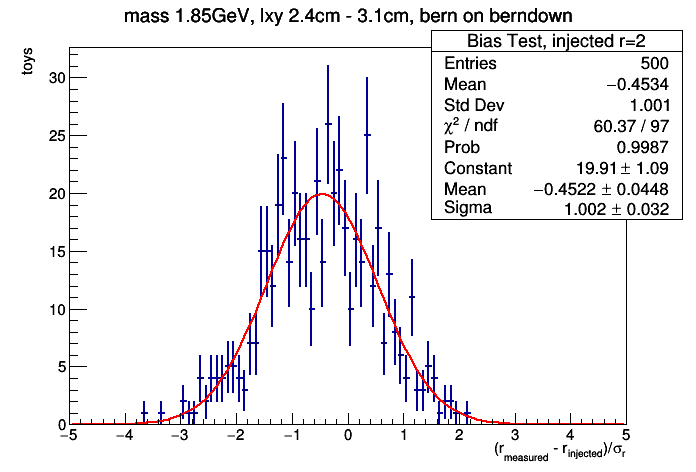 mass 1.85GeV, lxy 2.4cm - 3.1cm, bern on berndown
Bias Test, injected r=2
Entries 500
Mean −0.4534
Std Dev 1.001
χ² / ndf 60.37 / 97
Prob 0.9987
Constant 19.91 ± 1.09
Mean −0.4522 ± 0.0448
Sigma 1.002 ± 0.032
toys
30
25
20
15
10
5
0
−5 −4 −3 −2 −1 0 1 2 3 4 5
(r_measured - r_injected)/σ_r